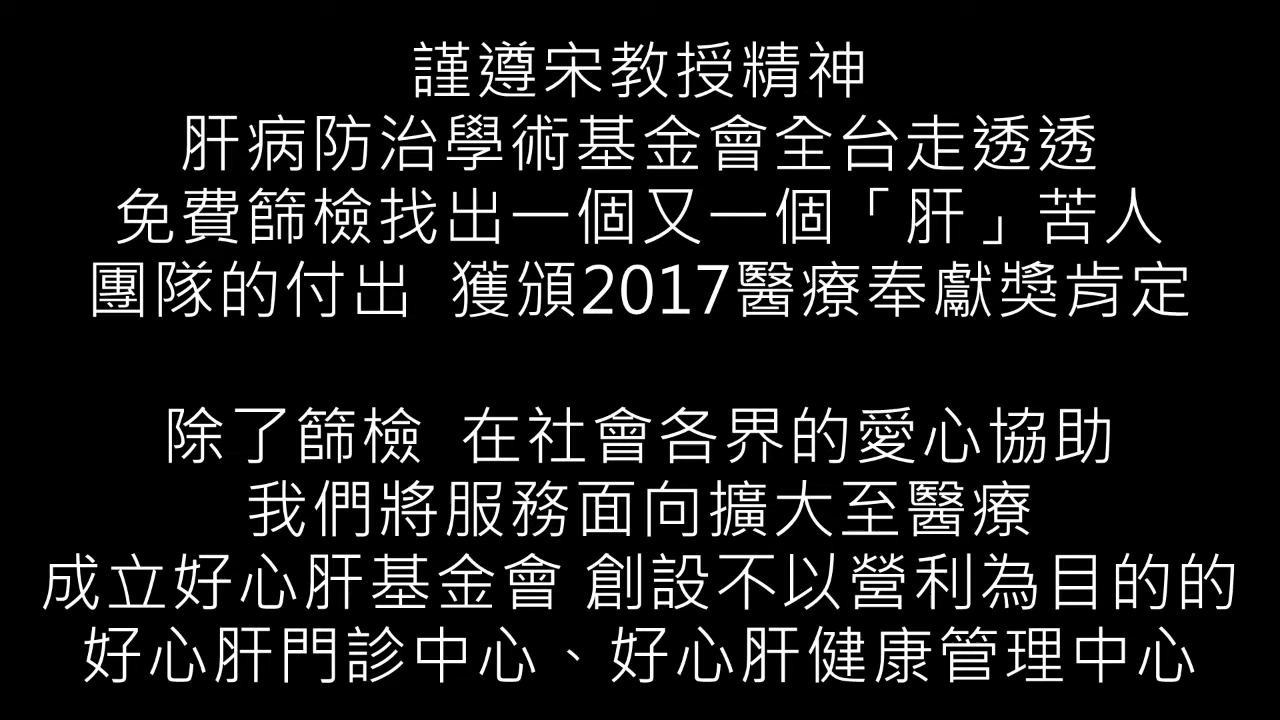 謹遵宋教授精神
肝病防治學術基金會全台走透透
免費篩檢找出一個又一個「肝」苦人
團隊的付出 獲頒2017醫療奉獻獎肯定
除了篩檢 在社會各界的愛心協助
我們將服務面向擴大至醫療
成立好心肝基金會 創設不以營利為目的的
好心肝門診中心、好心肝健康管理中心